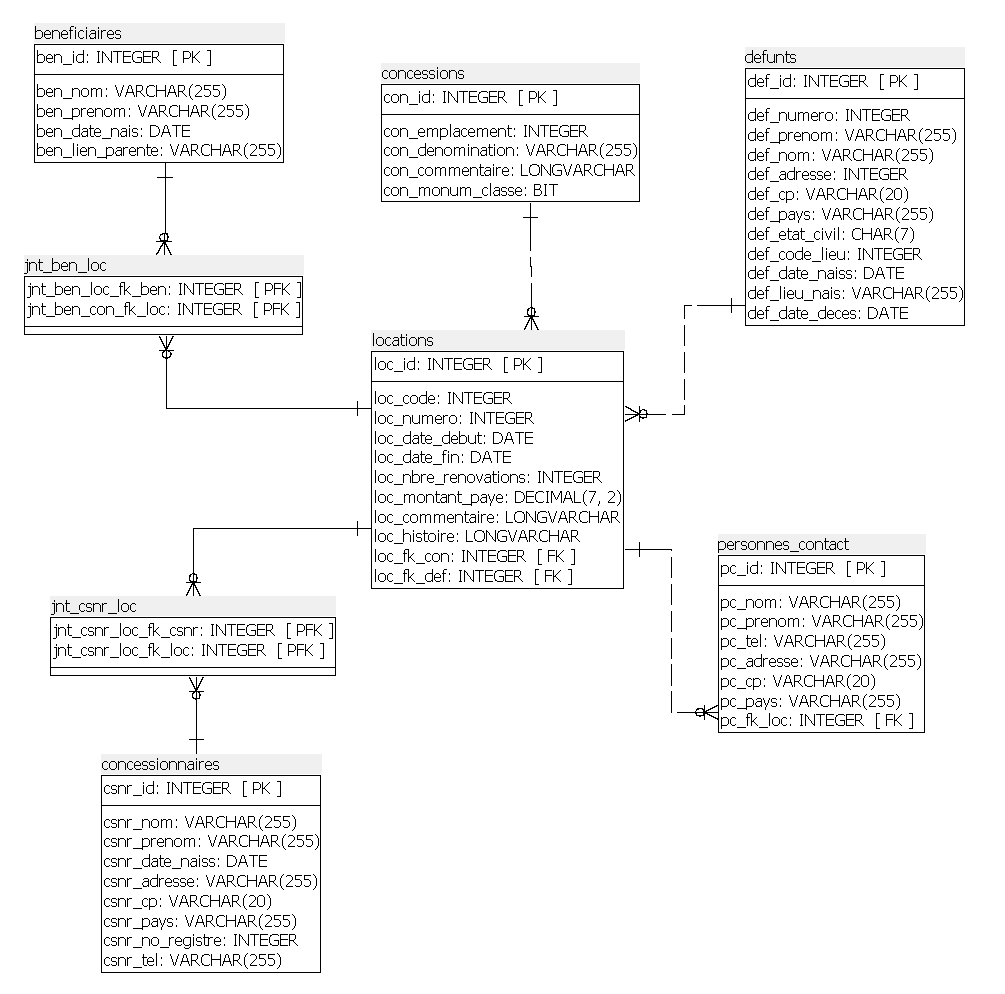 beneficiaires
ben_id: INTEGER [ PK ]
ben_nom: VARCHAR(255)
ben_prenom: VARCHAR(255)
ben_date_nais: DATE
ben_lien_parente: VARCHAR(255)
concessions
con_id: INTEGER [ PK ]
con_emplacement: INTEGER
con_denomination: VARCHAR(255)
con_commentaire: LONGVARCHAR
con_monum_classe: BIT
defunts
def_id: INTEGER [ PK ]
def_numero: INTEGER
def_prenom: VARCHAR(255)
def_nom: VARCHAR(255)
def_adresse: INTEGER
def_cp: VARCHAR(20)
def_pays: VARCHAR(255)
def_etat_civil: CHAR(7)
def_code_lieu: INTEGER
def_date_naiss: DATE
def_lieu_nais: VARCHAR(255)
def_date_deces: DATE
jnt_ben_loc
jnt_ben_loc_fk_ben: INTEGER [ PFK ]
jnt_ben_con_fk_loc: INTEGER [ PFK ]
locations
loc_id: INTEGER [ PK ]
loc_code: INTEGER
loc_numero: INTEGER
loc_date_debut: DATE
loc_date_fin: DATE
loc_nbre_renovations: INTEGER
loc_montant_paye: DECIMAL(7, 2)
loc_commentaire: LONGVARCHAR
loc_histoire: LONGVARCHAR
loc_fk_con: INTEGER [ FK ]
loc_fk_def: INTEGER [ FK ]
personnes_contact
pc_id: INTEGER [ PK ]
pc_nom: VARCHAR(255)
pc_prenom: VARCHAR(255)
pc_tel: VARCHAR(255)
pc_adresse: VARCHAR(255)
pc_cp: VARCHAR(20)
pc_pays: VARCHAR(255)
pc_fk_loc: INTEGER [ FK ]
jnt_csnr_loc
jnt_csnr_loc_fk_csnr: INTEGER [ PFK ]
jnt_csnr_loc_fk_loc: INTEGER [ PFK ]
concessionnaires
csnr_id: INTEGER [ PK ]
csnr_nom: VARCHAR(255)
csnr_prenom: VARCHAR(255)
csnr_date_naiss: DATE
csnr_adresse: VARCHAR(255)
csnr_cp: VARCHAR(20)
csnr_pays: VARCHAR(255)
csnr_no_registre: INTEGER
csnr_tel: VARCHAR(255)